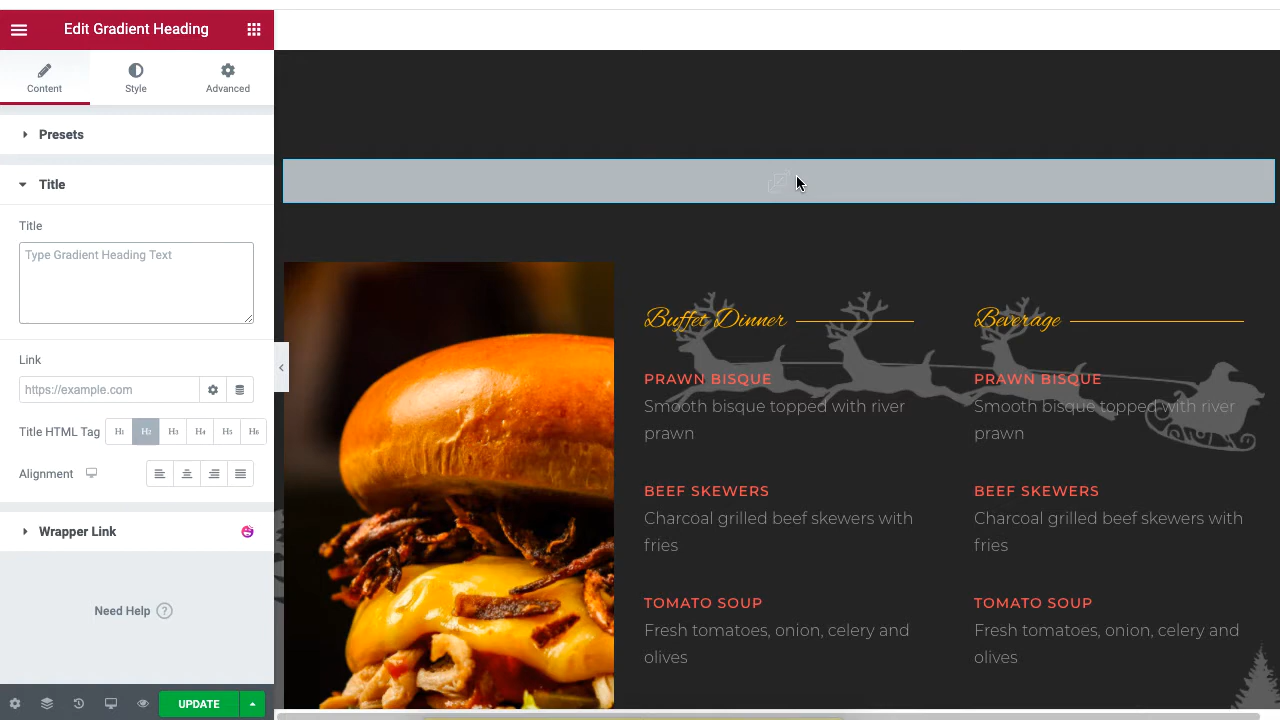 Edit Gradient Heading
Content Style Advanced
Presets
Title
Title
Type Gradient Heading Text
Link
https://example.com
Title HTML Tag H1 H2 H3 H4 H5 H6
Alignment
Wrapper Link
Need Help ?
UPDATE
Buffet Dinner
PRAWN BISQUE
Smooth bisque topped with river
prawn
BEEF SKEWERS
Charcoal grilled beef skewers with
fries
TOMATO SOUP
Fresh tomatoes, onion, celery and
olives
Beverage
PRAWN BISQUE
Smooth bisque topped with river
prawn
BEEF SKEWERS
Charcoal grilled beef skewers with
fries
TOMATO SOUP
Fresh tomatoes, onion, celery and
olives